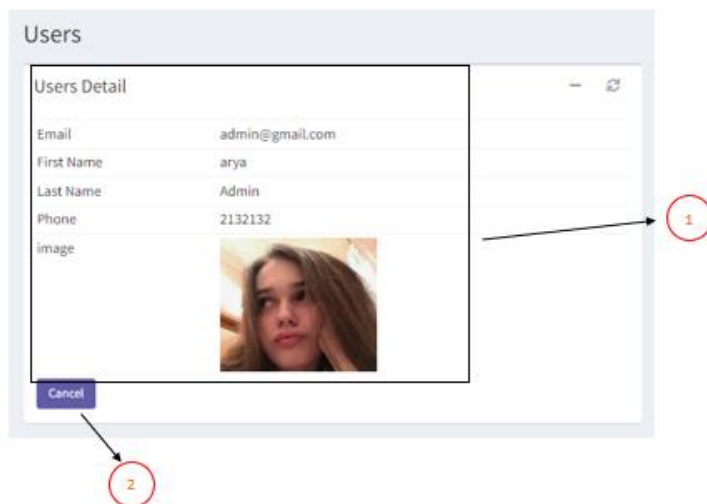 Users
Users Detail
Email admin@gmail.com
First Name arya
Last Name Admin
Phone 2132132
image
1
Cancel
2